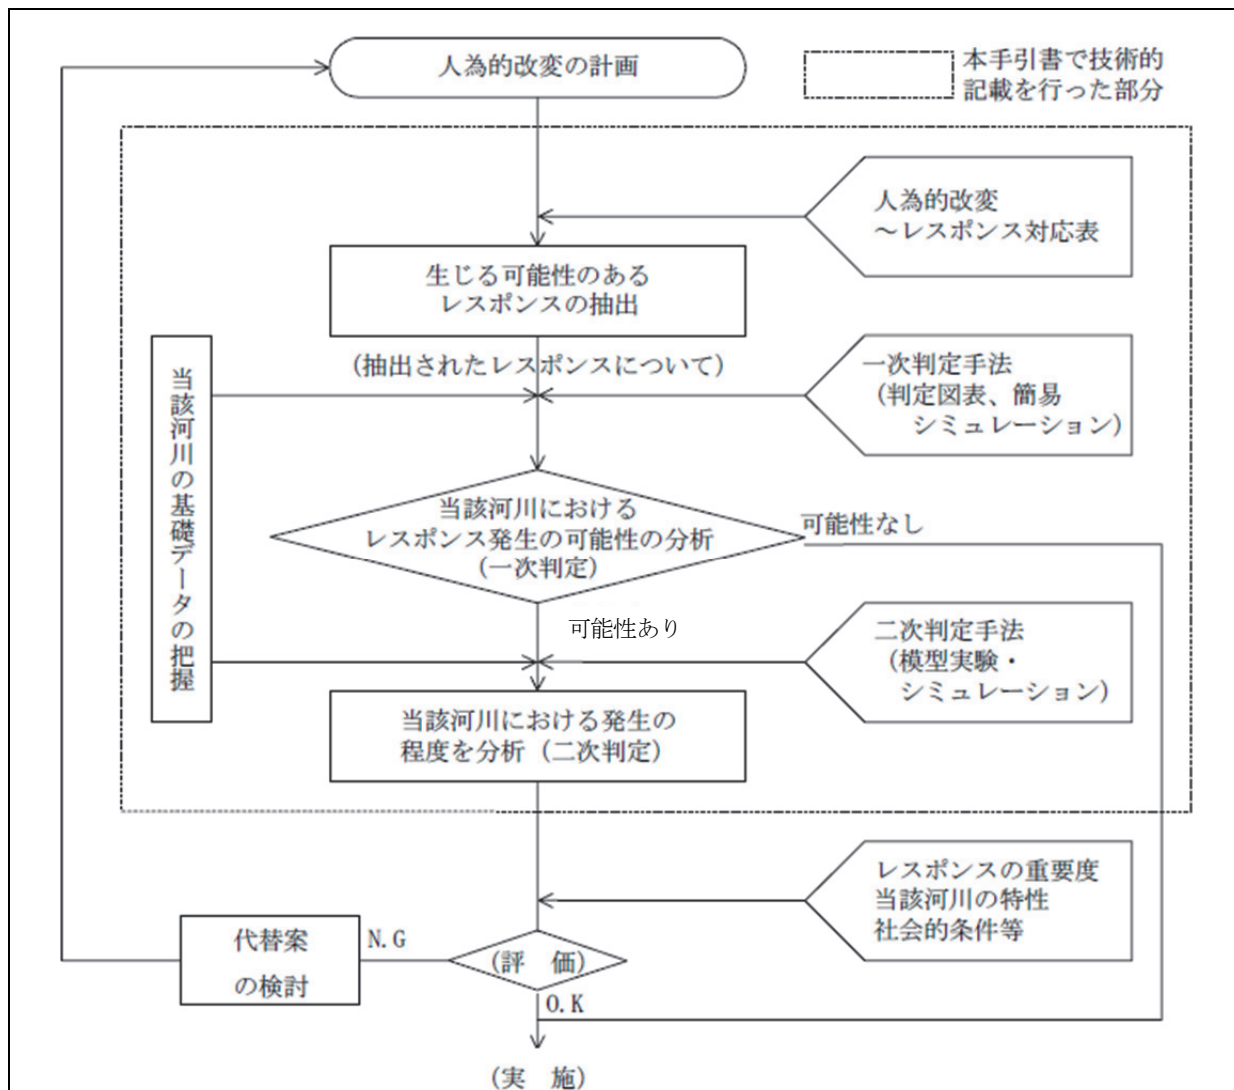 人為的改変の計画
本手引書で技術的
記載を行った部分
人為的改変
～レスポンス対応表
生じる可能性のある
レスポンスの抽出
(抽出されたレスポンスについて)
一次判定手法
(判定図表、簡易
シミュレーション)
当該河川の基礎データの把握
当該河川における
レスポンス発生の可能性の分析
(一次判定)
可能性なし
可能性あり
二次判定手法
(模型実験・
シミュレーション)
当該河川における発生の
程度を分析(二次判定)
レスポンスの重要度
当該河川の特性
社会的条件等
代替案
の検討
N.G
(評　価)
O.K
(実　施)